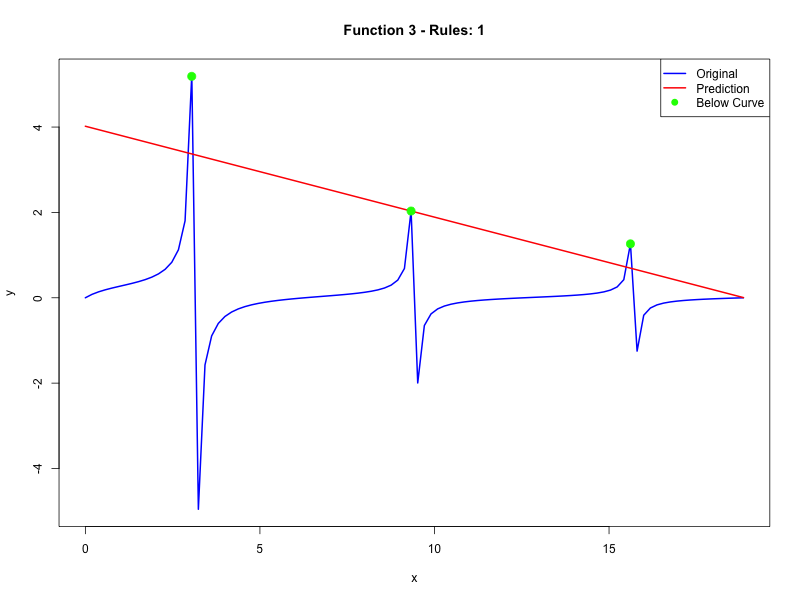 Function 3 - Rules: 1
Original
Prediction
Below Curve
y
4
2
0
-2
-4
0 5 10 15
x